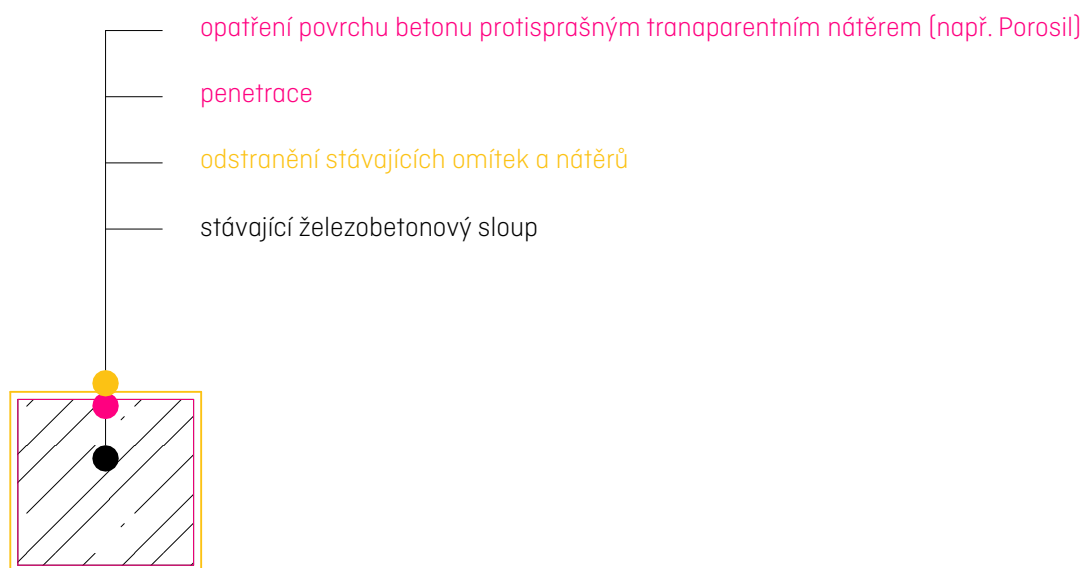 opatření povrchu betonu protisprašným tranaparentním nátěrem (např. Porosil)
penetrace
odstranění stávajících omítek a nátěrů
stávající železobetonový sloup